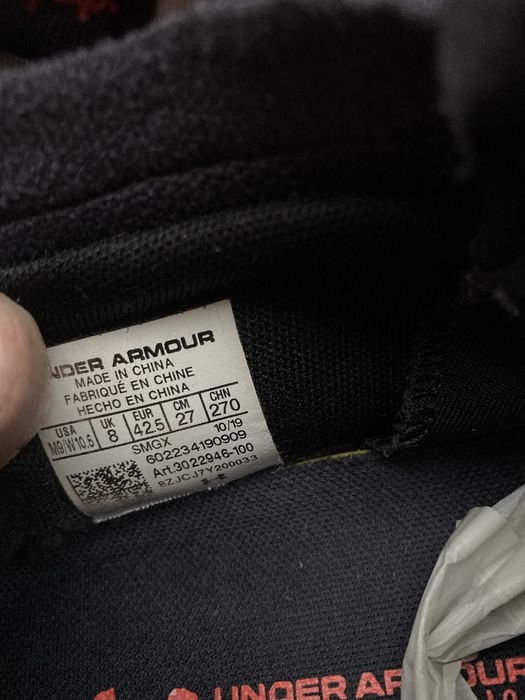 UNDER ARMOUR
MADE IN CHINA
FABRIQUÉ EN CHINE
HECHO EN CHINA
USA UK EUR CM CHN
M9/W10.5 8 42.5 27 270
SMGX 10/19
602234190909
Art.3022946-100
8ZJCJ7Y200033
UNDER ARMOUR